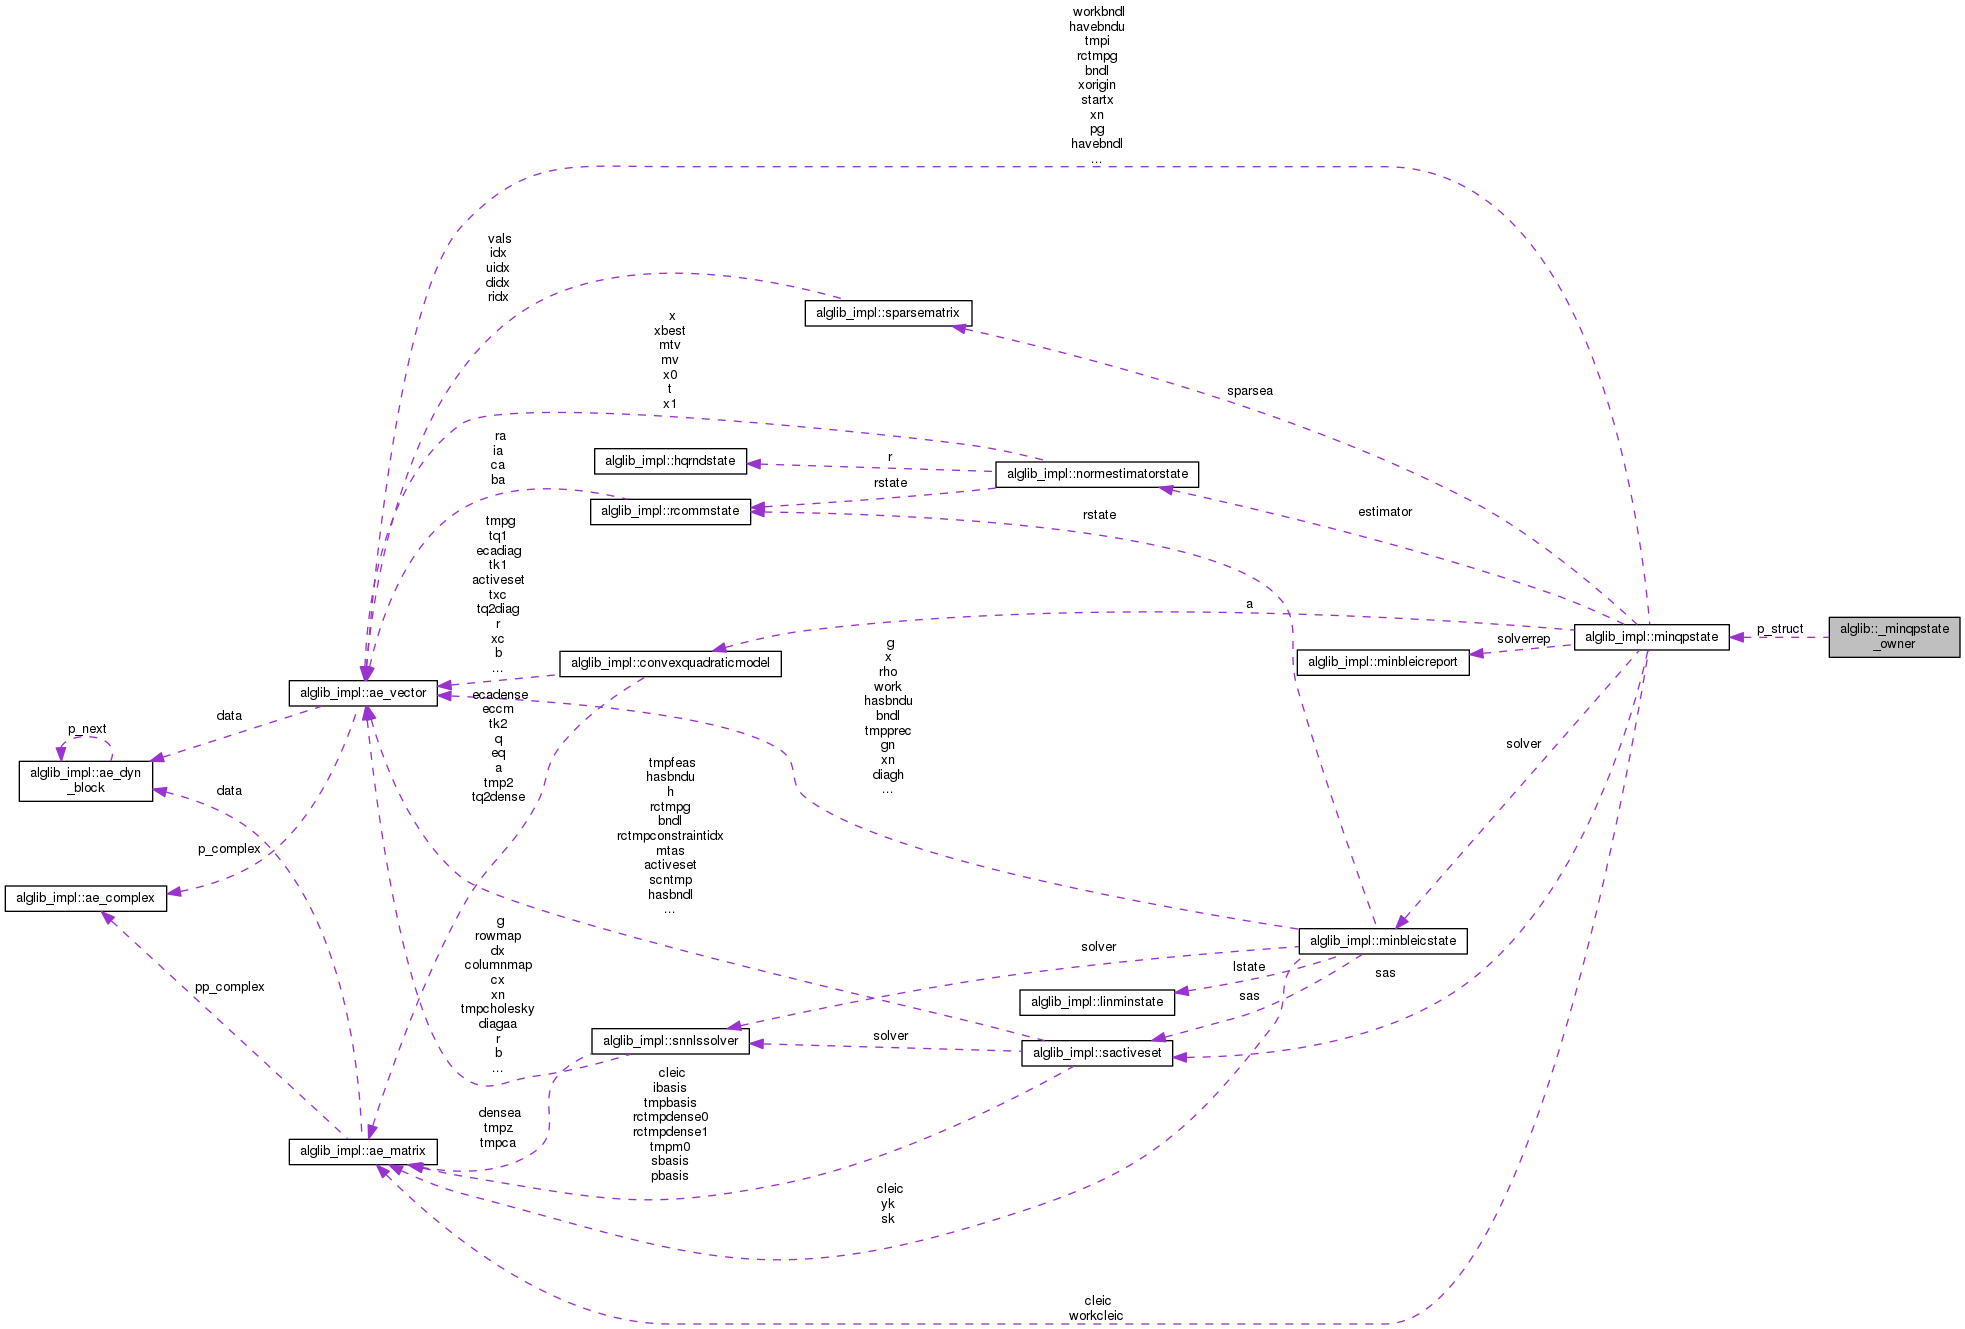 workbndl
havebndu
tmpi
rctmpg
bndl
xorigin
startx
xn
pg
havebndl
...
vals
idx
uidx
didx
ridx
alglib_impl::sparsematrix
x
xbest
mtv
mv
x0
t
x1
sparsea
ra
ia
ca
ba
alglib_impl::hqrndstate
r
alglib_impl::normestimatorstate
rstate
alglib_impl::rcommstate
rstate
estimator
tmpg
tq1
ecadiag
tk1
activeset
txc
tq2diag
r
xc
b
...
a
alglib_impl::minqpstate
p_struct
alglib::_minqpstate
_owner
solverrep
alglib_impl::minbleicreport
alglib_impl::convexquadraticmodel
g
x
rho
work
hasbndu
bndl
tmpprec
gn
xn
diagh
...
alglib_impl::ae_vector
ecadense
eccm
tk2
q
eq
a
tmp2
tq2dense
data
p_next
alglib_impl::ae_dyn
_block
data
solver
tmpfeas
hasbndu
h
rctmpg
bndl
rctmpconstraintidx
mtas
activeset
scntmp
hasbndl
...
p_complex
alglib_impl::ae_complex
g
rowmap
dx
columnmap
cx
xn
tmpcholesky
diagaa
r
b
...
alglib_impl::minbleicstate
solver
lstate
sas
pp_complex
alglib_impl::linminstate
sas
alglib_impl::snnlssolver
solver
alglib_impl::sactiveset
cleic
ibasis
tmpbasis
rctmpdense0
rctmpdense1
tmpm0
sbasis
pbasis
densea
tmpz
tmpca
alglib_impl::ae_matrix
cleic
yk
sk
cleic
workcleic